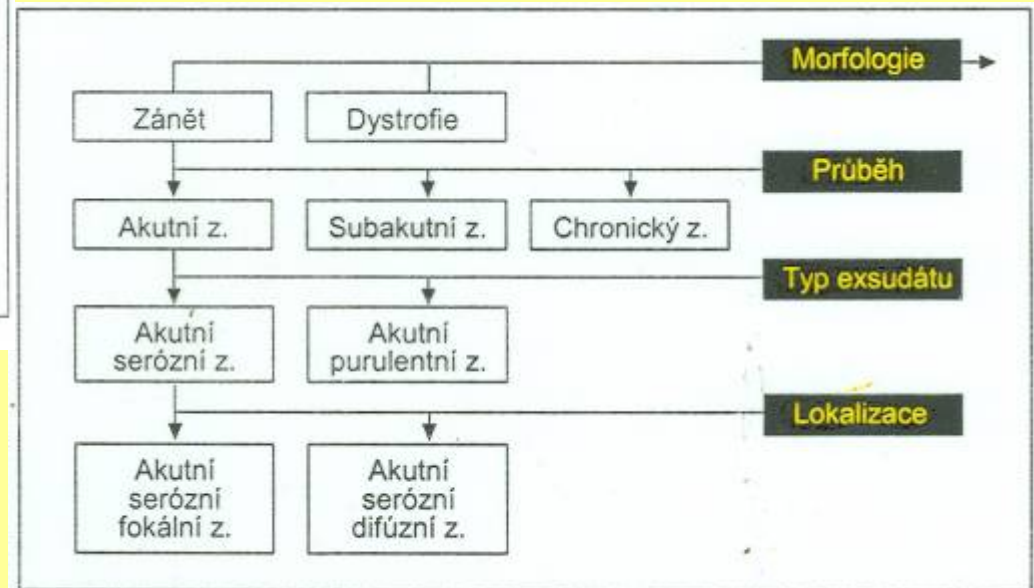 Morfologie
Zánět
Dystrofie
Průběh
Akutní z.
Subakutní z.
Chronický z.
Typ exsudátu
Akutní
serózní z.
Akutní
purulentní z.
Lokalizace
Akutní
serózní
fokální z.
Akutní
serózní
difúzní z.